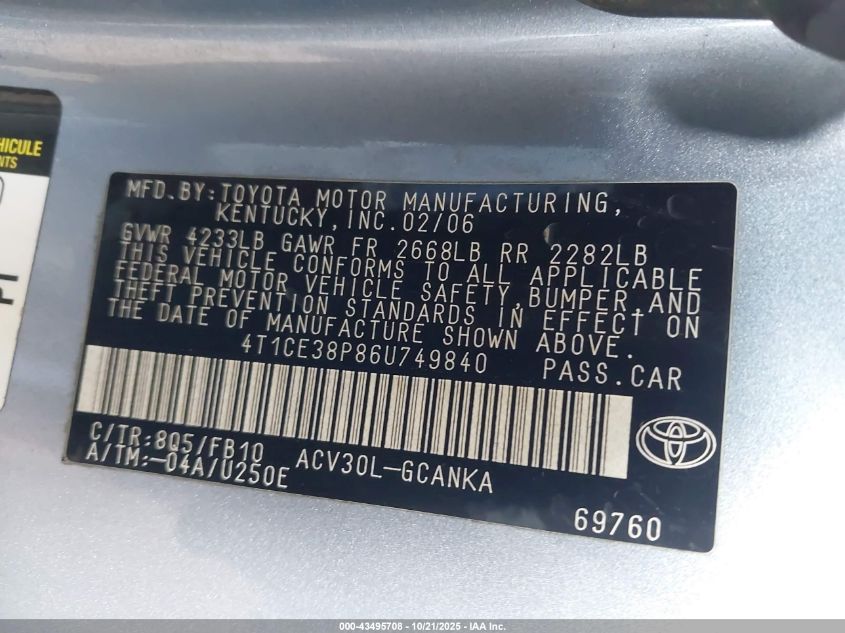 HICULE
NTS
MFD.BY:TOYOTA MOTOR MANUFACTURING,
KENTUCKY,INC.02/06
GVWR 4233LB GAWR FR 2668LB RR 2282LB
THIS VEHICLE CONFORMS TO ALL APPLICABLE
FEDERAL MOTOR VEHICLE SAFETY,BUMPER,AND
THEFT PREVENTION STANDARDS IN EFFECT ON
THE DATE OF MANUFACTURE SHOWN ABOVE.
4T1CE38P86U749840 PASS.CAR
C/TR:8Q5/FB10
A/TM:-04A/U250E
ACV30L-GCANKA
69760
000-43495708 - 10/21/2025 - IAA Inc.